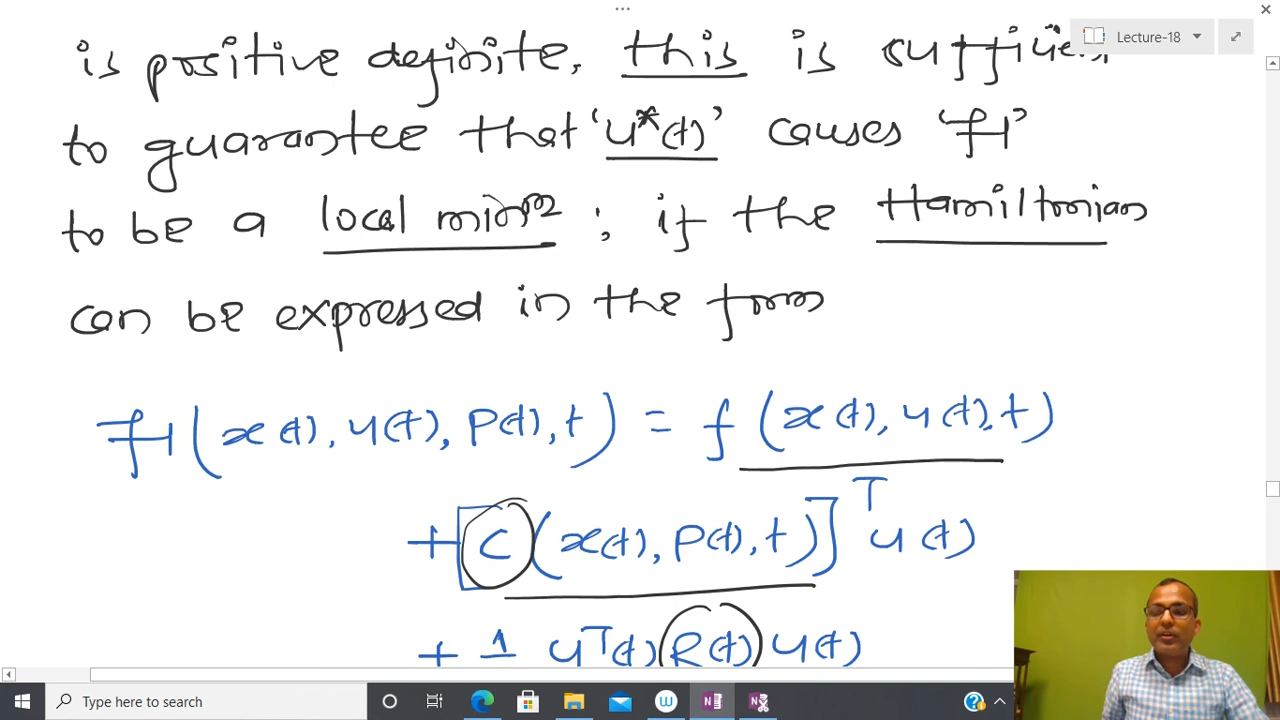 Lecture-18
is positive definite, this is sufficient
to guarantee that 'u*(t)' causes 'H'
to be a local minm ; if the Hamiltonian
can be expressed in the form
H(x(t), u(t), p(t), t) = f(x(t), u(t), t)
+ [C(x(t), p(t), t)]ᵀ u(t)
+ 1 uᵀ(t) R(t) u(t)
Type here to search